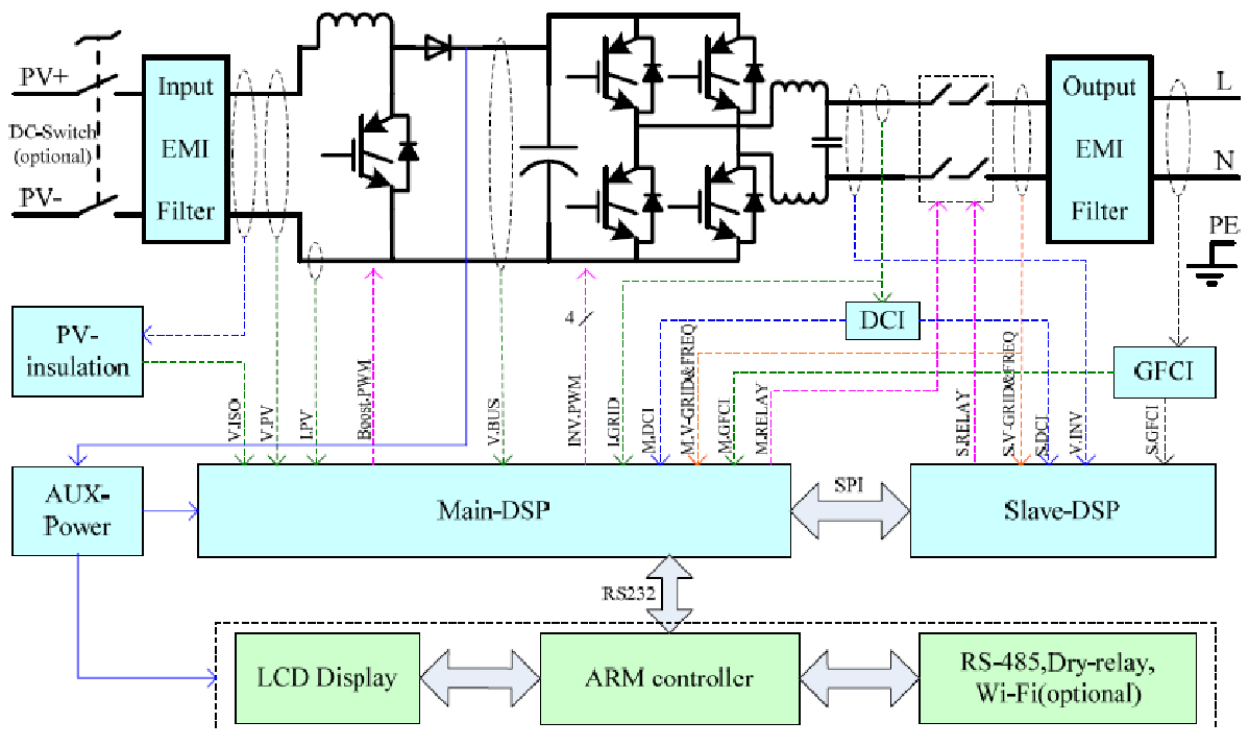 PV+
DC-Switch
(optional)
PV-
Input
EMI
Filter
Output
EMI
Filter
L
N
PE
PV-
insulation
4
DCI
GFCI
V.ISO
V.PV
I.PV
Boost.PWM
V.BUS
INV.PWM
I.GRID
M.DCI
M.V-GRID&FREQ
M.GFCI
M.RELAY
S.RELAY
S.V-GRID&FREQ
S.DCI
V.INV
S.GFCI
AUX-
Power
Main-DSP
SPI
Slave-DSP
RS232
LCD Display
ARM controller
RS-485,Dry-relay,
Wi-Fi(optional)